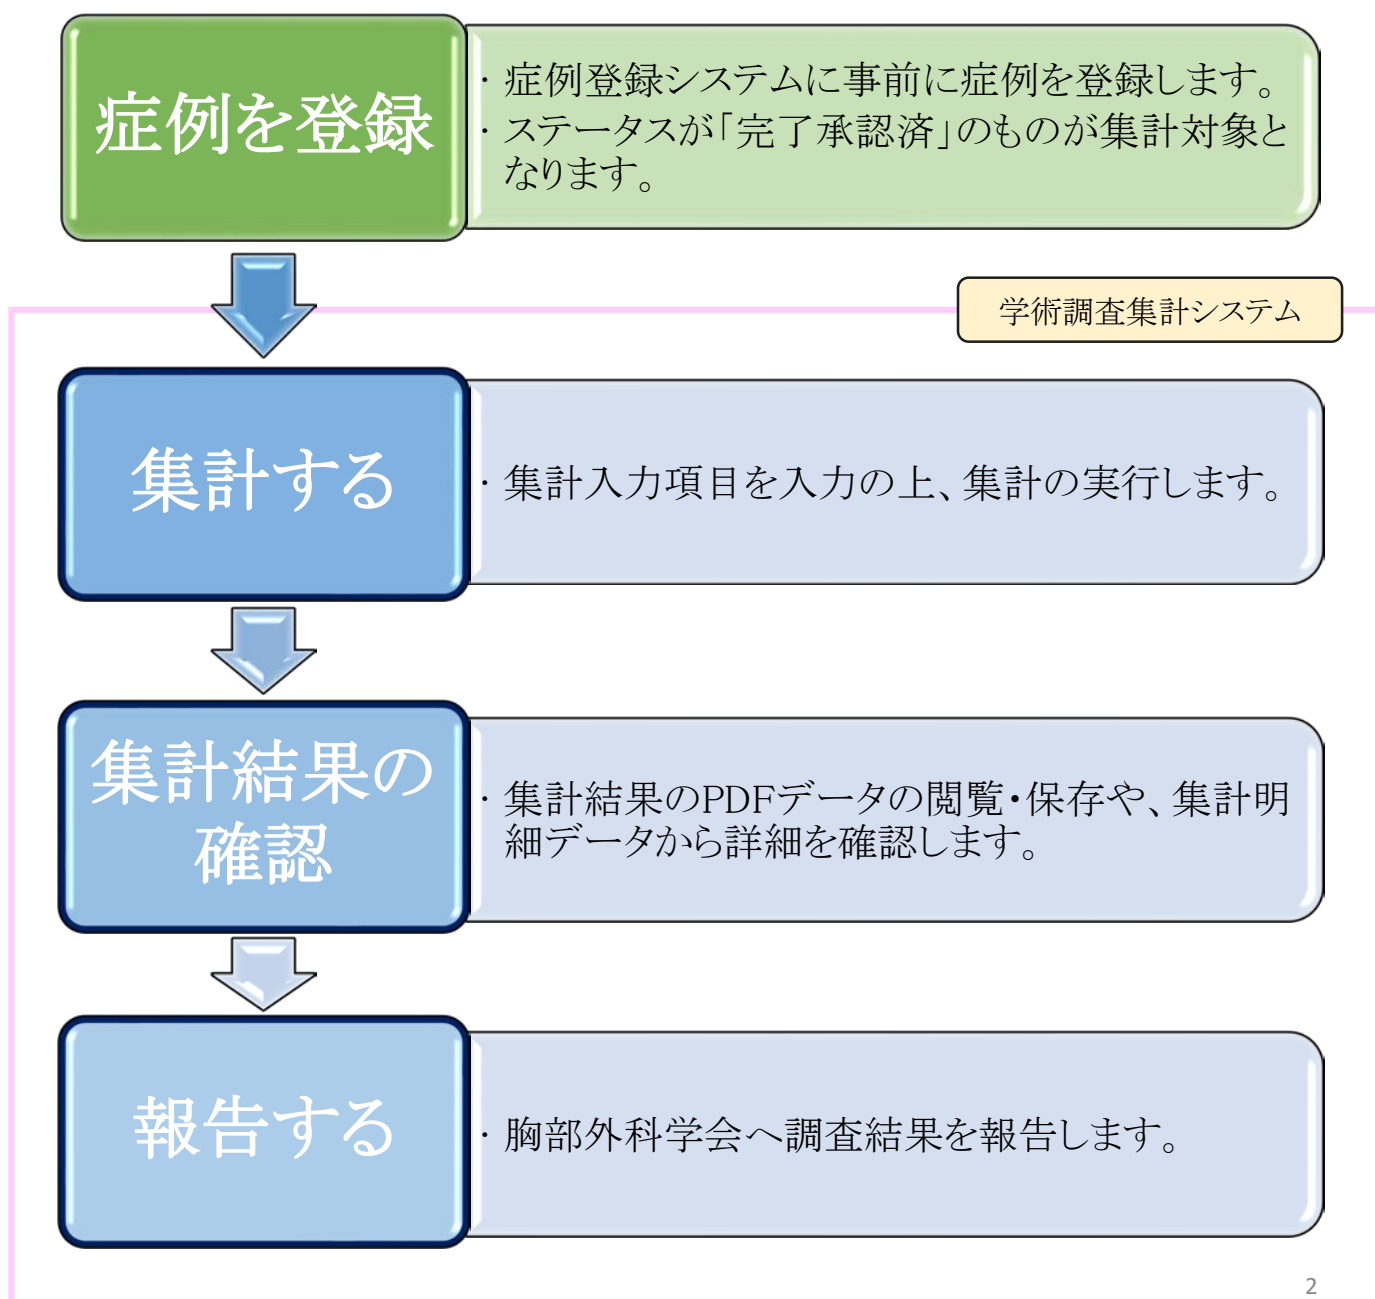 症例を登録
・症例登録システムに事前に症例を登録します。
・ステータスが「完了承認済」のものが集計対象と
なります。
学術調査集計システム
集計する
・集計入力項目を入力の上、集計の実行します。
集計結果の
確認
・集計結果のPDFデータの閲覧・保存や、集計明
細データから詳細を確認します。
報告する
・胸部外科学会へ調査結果を報告します。
2